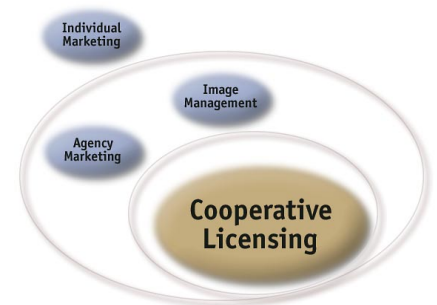 Individual
Marketing
Image
Management
Agency
Marketing
Cooperative
Licensing